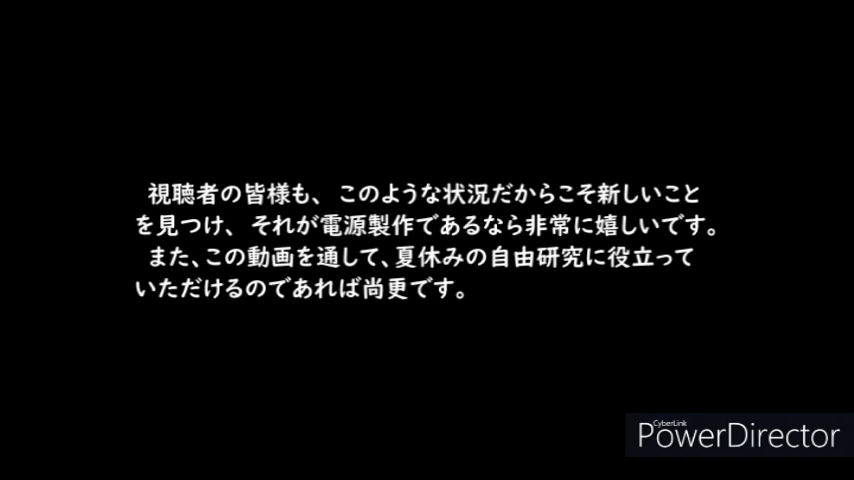 視聴者の皆様も、このような状況だからこそ新しいこと
を見つけ、それが電源製作であるなら非常に嬉しいです。
また、この動画を通して、夏休みの自由研究に役立って
いただけるのであれば尚更です。
CyberLink
PowerDirector